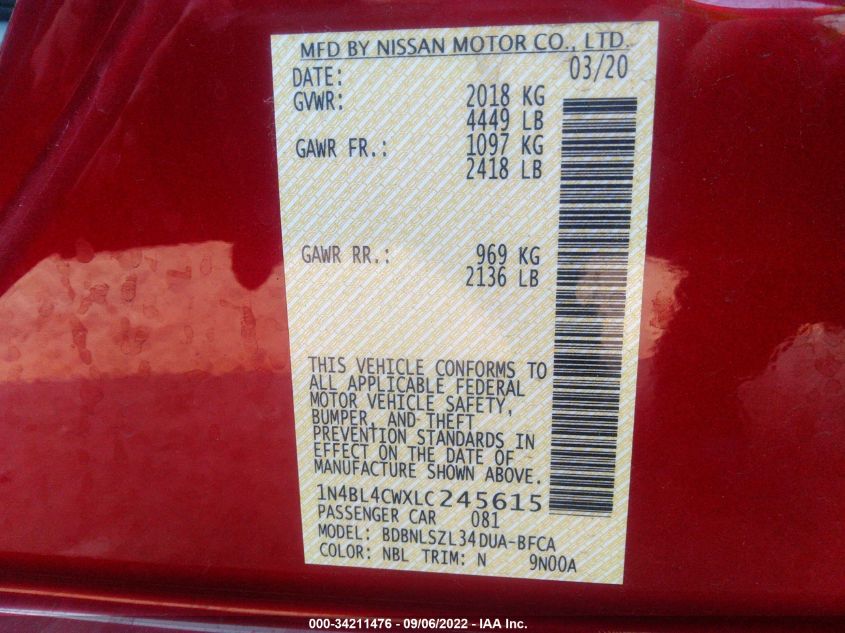 MFD BY NISSAN MOTOR CO., LTD.
DATE: 03/20
GVWR: 2018 KG
4449 LB
GAWR FR.: 1097 KG
2418 LB
GAWR RR.: 969 KG
2136 LB
THIS VEHICLE CONFORMS TO
ALL APPLICABLE FEDERAL
MOTOR VEHICLE SAFETY,
BUMPER, AND THEFT
PREVENTION STANDARDS IN
EFFECT ON THE DATE OF
MANUFACTURE SHOWN ABOVE.
1N4BL4CWXLC245615
PASSENGER CAR 081
MODEL: BDBNLSZL34DUA-BFCA
COLOR: NBL TRIM: N 9N00A
000-34211476 - 09/06/2022 - IAA Inc.